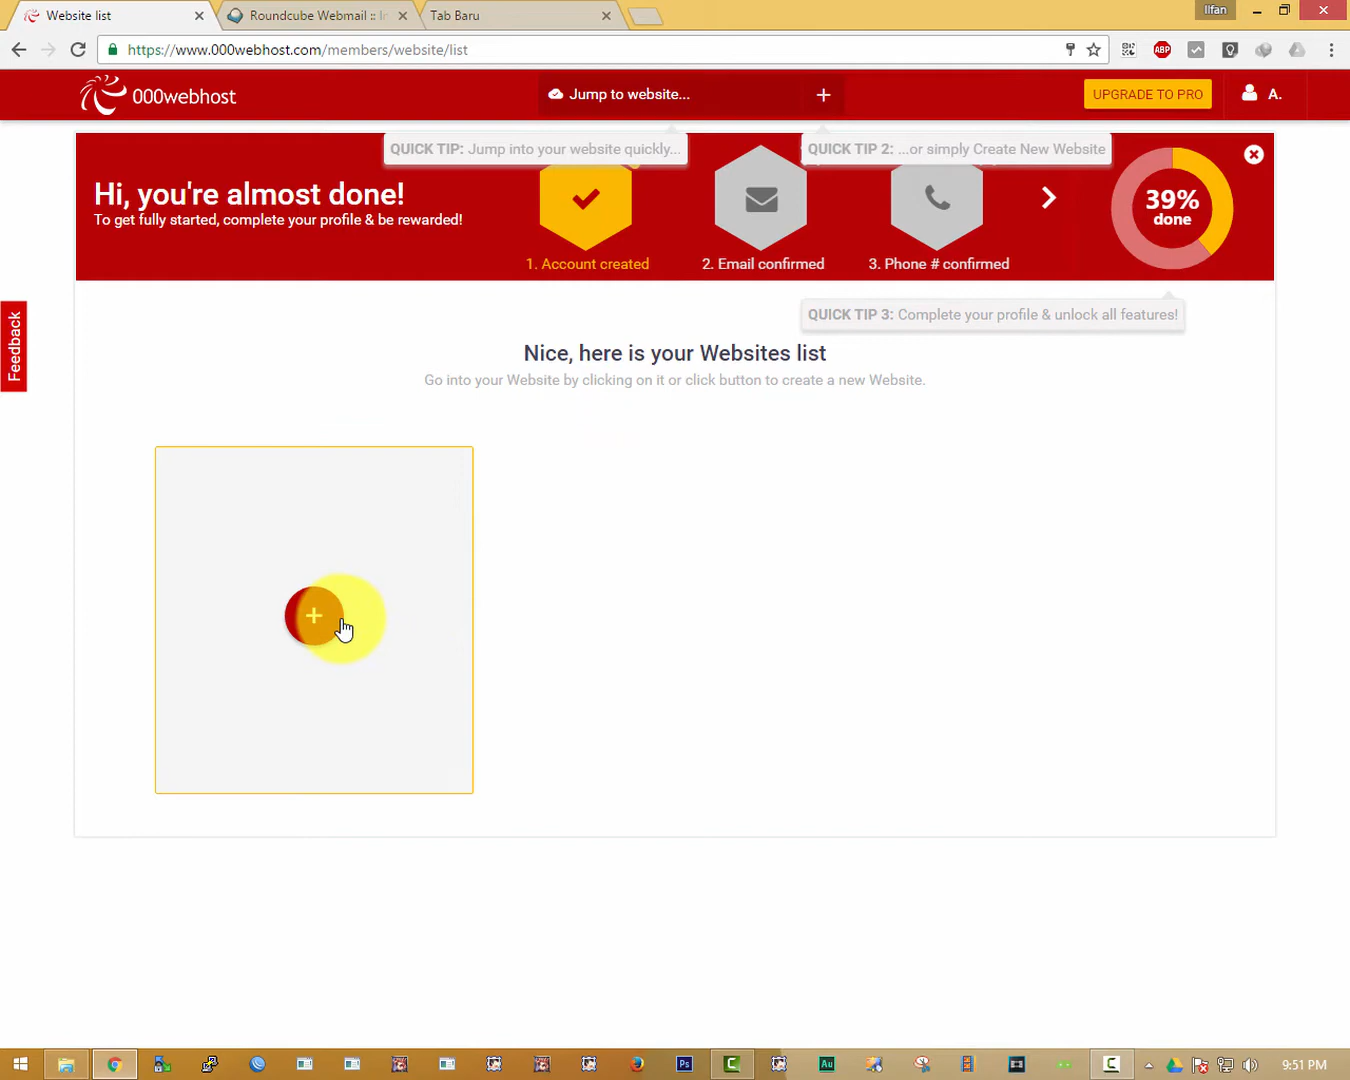 Website list
Roundcube Webmail :: I
Tab Baru
Ilfan
https://www.000webhost.com/members/website/list
ABP
000webhost
Jump to website...
+
UPGRADE TO PRO
A.
QUICK TIP: Jump into your website quickly...
QUICK TIP 2: ...or simply Create New Website
Hi, you're almost done!
To get fully started, complete your profile & be rewarded!
39%
done
1. Account created
2. Email confirmed
3. Phone # confirmed
QUICK TIP 3: Complete your profile & unlock all features!
Feedback
Nice, here is your Websites list
Go into your Website by clicking on it or click button to create a new Website.
+
Ps
C
Au
C
9:51 PM